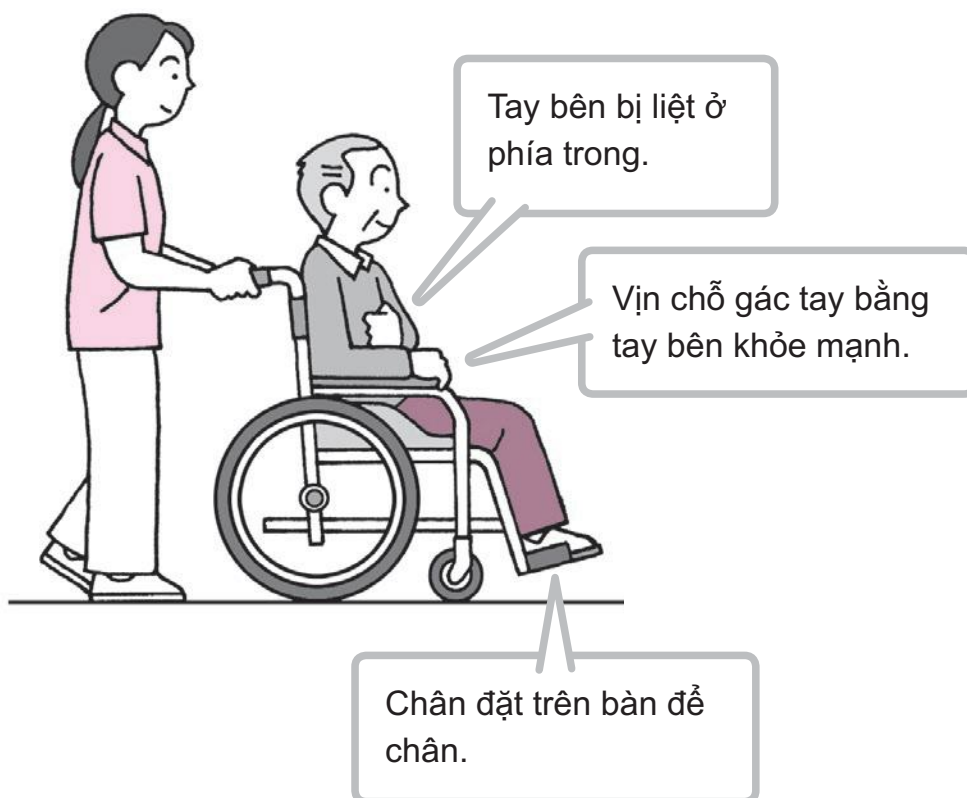 Tay bên bị liệt ở
phía trong.
Vịn chỗ gác tay bằng
tay bên khỏe mạnh.
Chân đặt trên bàn để
chân.